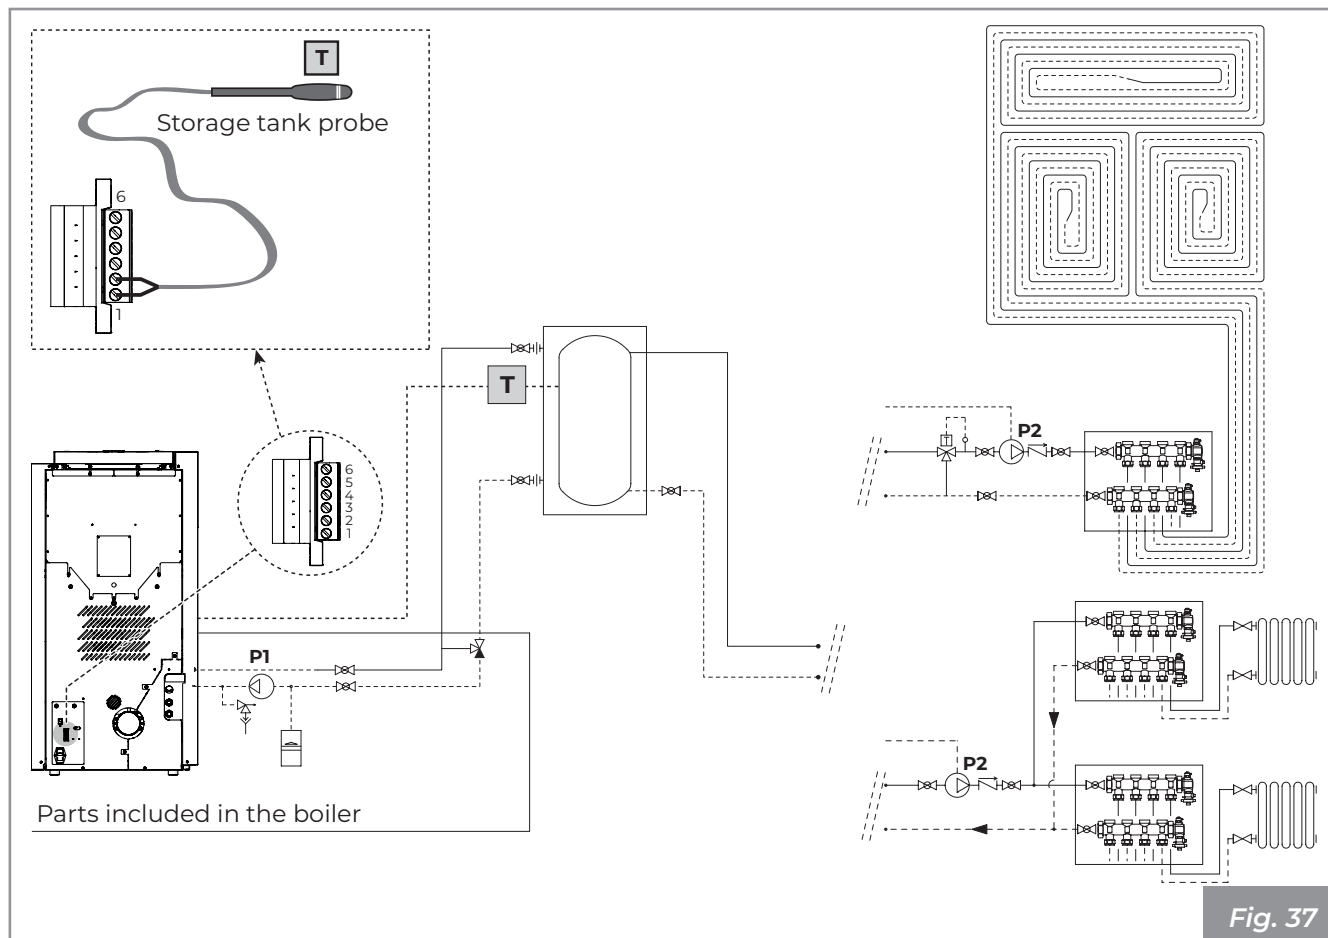 T
Storage tank probe
6
1
T
P2
6
5
4
3
2
1
T
P1
P2
Parts included in the boiler
Fig. 37